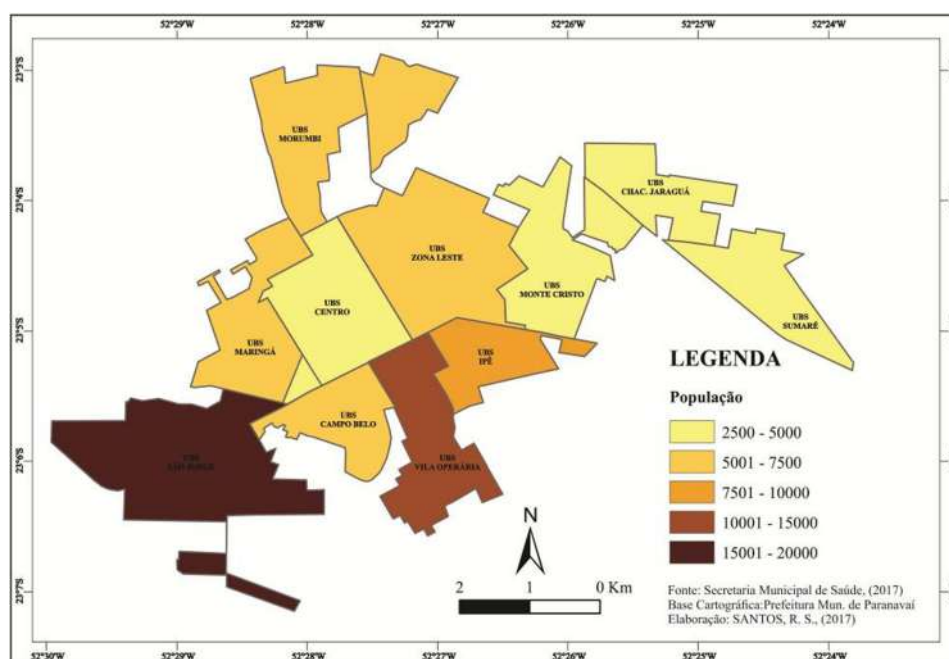 52°29'W 52°28'W 52°27'W 52°26'W 52°25'W 52°24'W
23°3'S
23°4'S
23°5'S
23°6'S
23°7'S
UBS
MORUMBI
UBS
CHAC. JARAGUÁ
UBS
ZONA LESTE
UBS
MONTE CRISTO
UBS
CENTRO
UBS
SUMARÉ
UBS
MARINGÁ
UBS
IPÊ
UBS
CAMPO BELO
UBS
UBS
VILA OPERÁRIA
LEGENDA
População
2500 - 5000
5001 - 7500
7501 - 10000
10001 - 15000
15001 - 20000
N
2 1 0 Km
Fonte: Secretaria Municipal de Saúde, (2017)
Base Cartográfica:Prefeitura Mun. de Paranavaí
Elaboração: SANTOS, R. S., (2017)
52°30'W 52°29'W 52°28'W 52°27'W 52°26'W 52°25'W 52°24'W